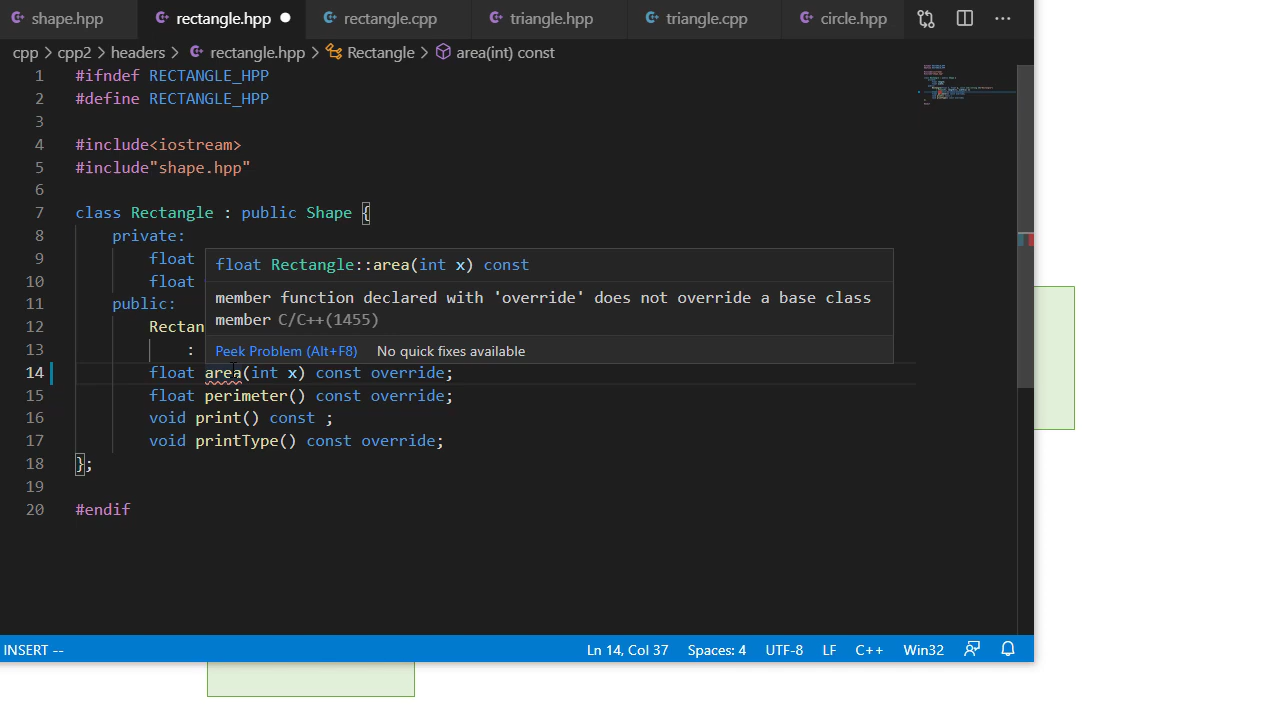 shape.hpp rectangle.hpp rectangle.cpp triangle.hpp triangle.cpp circle.hpp
cpp > cpp2 > headers > rectangle.hpp > Rectangle > area(int) const
1 #ifndef RECTANGLE_HPP
2 #define RECTANGLE_HPP
3
4 #include<iostream>
5 #include"shape.hpp"
6
7 class Rectangle : public Shape {
8 private:
9 float
10 float
11 public:
12 Rectan
13 :
float Rectangle::area(int x) const
member function declared with 'override' does not override a base class
member C/C++(1455)
Peek Problem (Alt+F8) No quick fixes available
14 float area(int x) const override;
15 float perimeter() const override;
16 void print() const ;
17 void printType() const override;
18 };
19
20 #endif
INSERT -- Ln 14, Col 37 Spaces: 4 UTF-8 LF C++ Win32